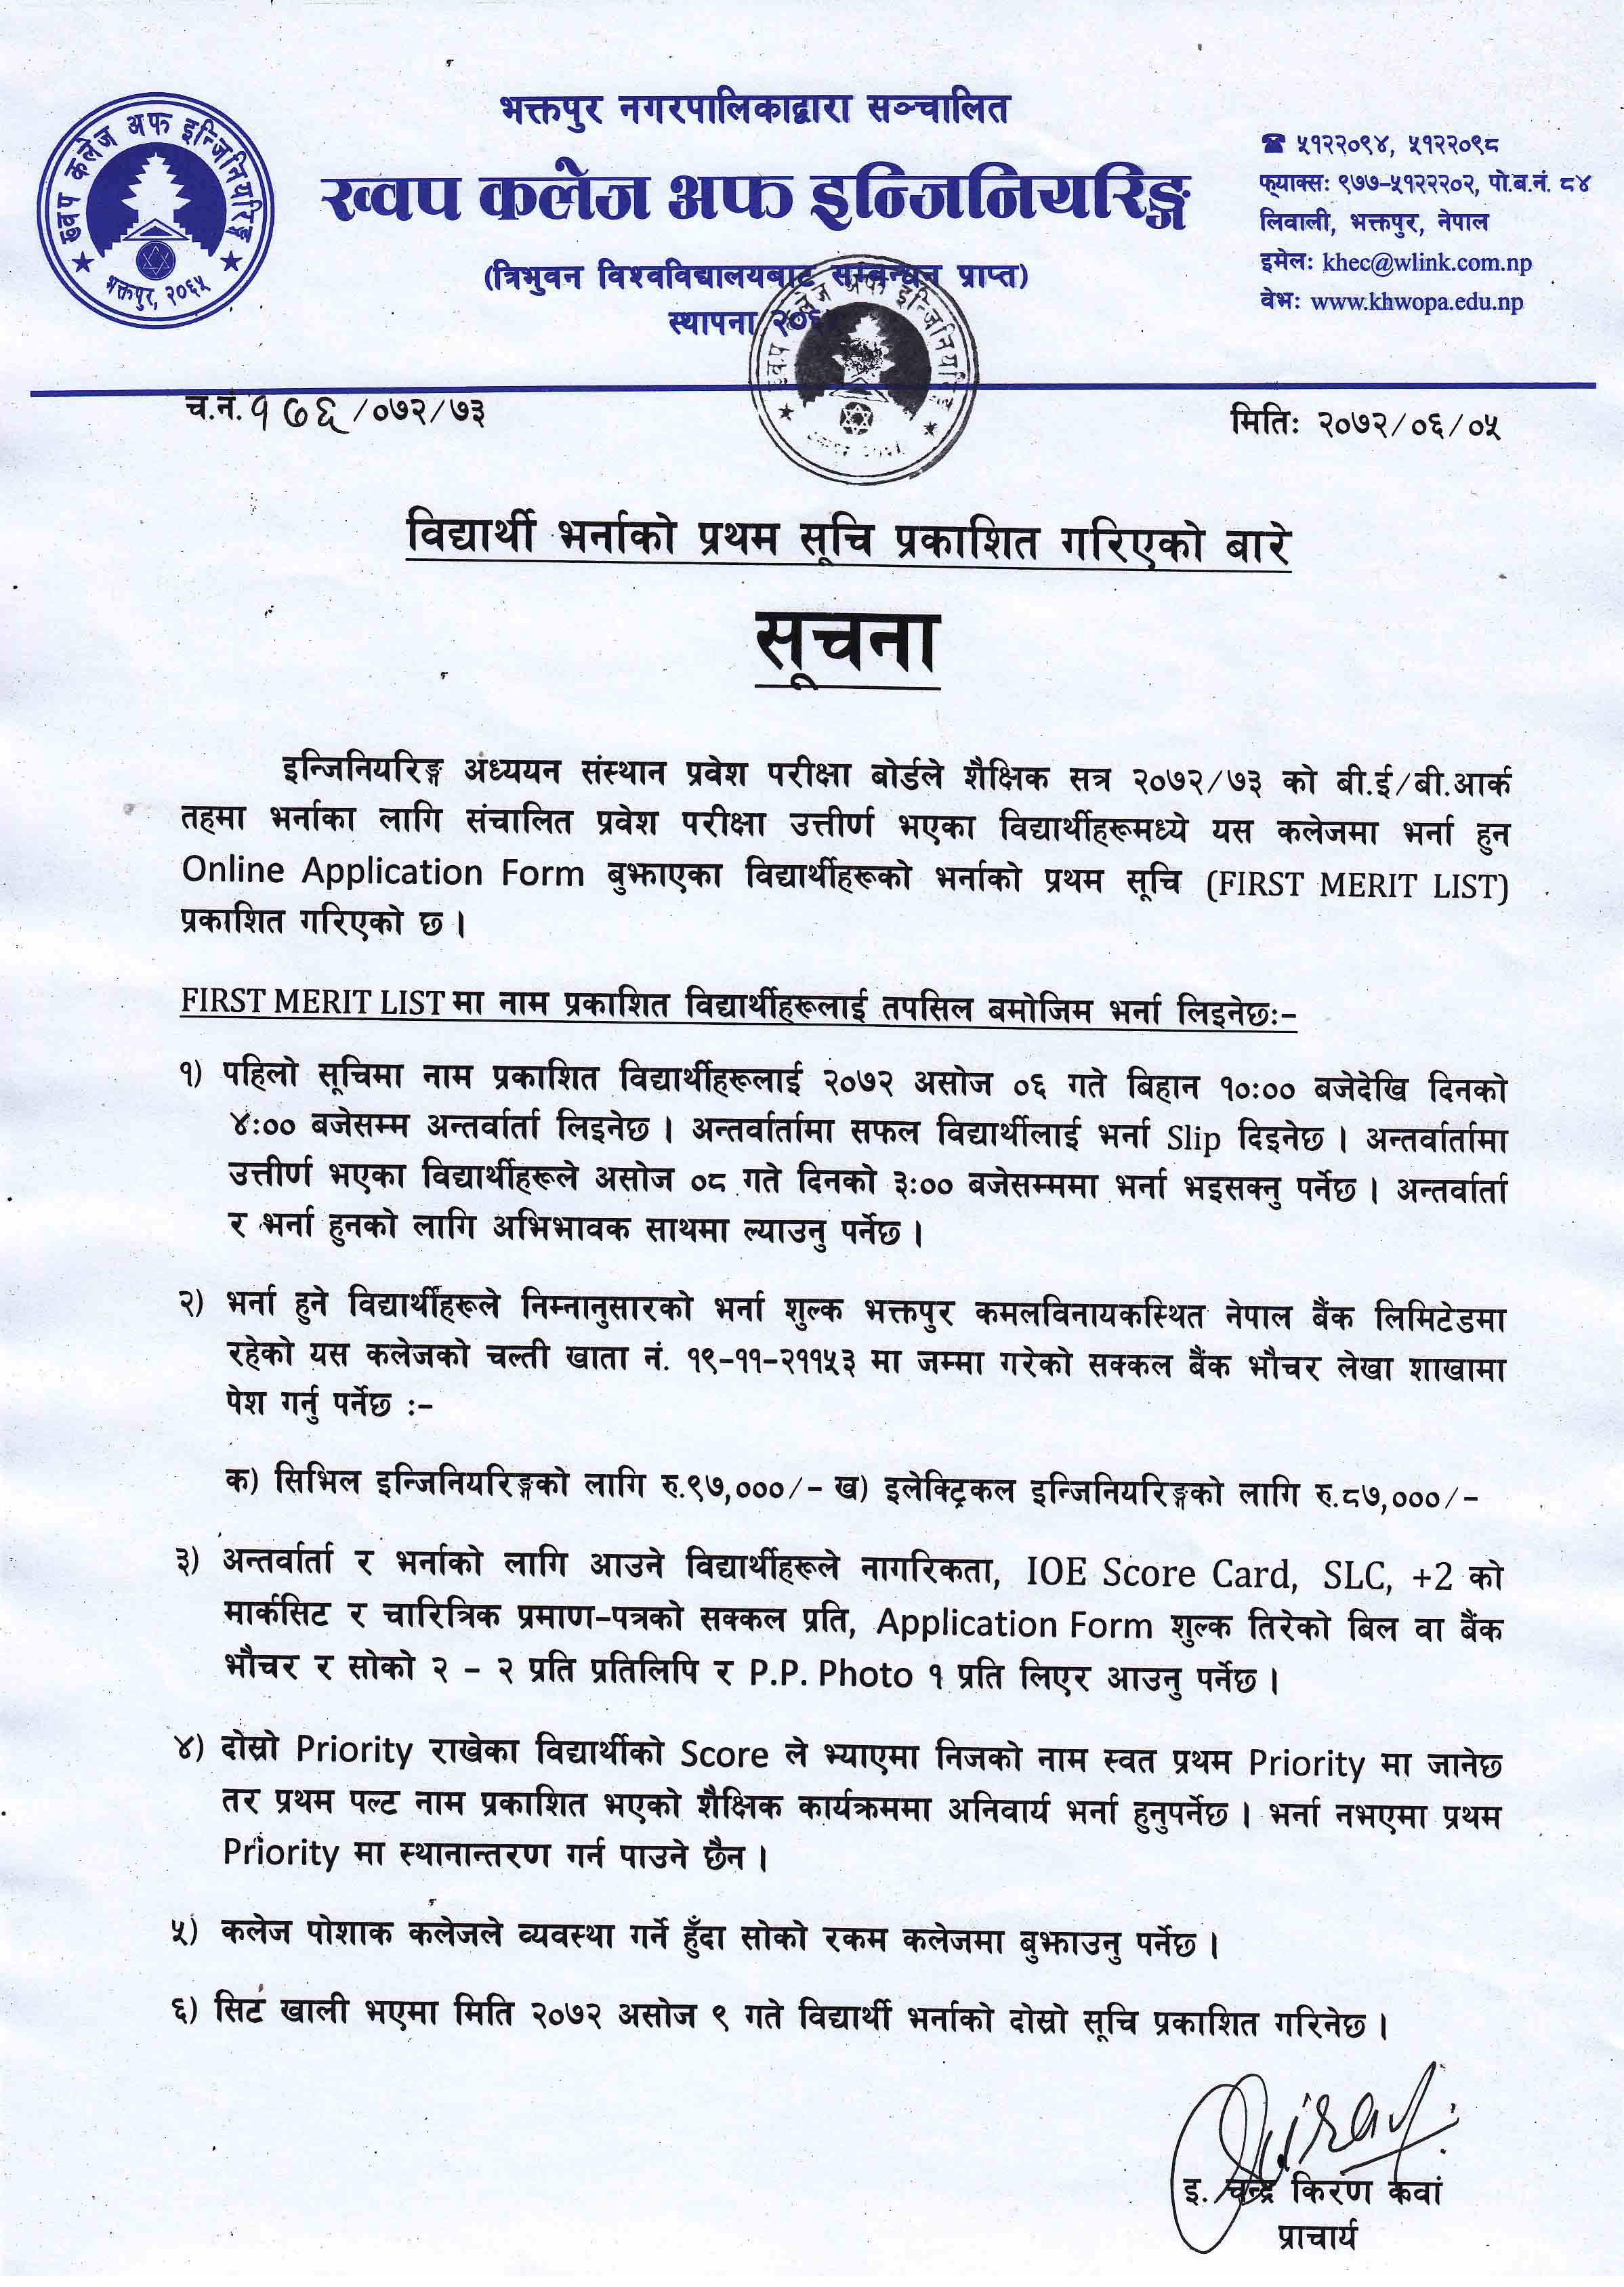 भक्तपुर नगरपालिकाद्वारा सञ्चालित
ख्वप कलेज अफ इन्जिनियरिङ्ग
(त्रिभुवन विश्वविद्यालयबाट सम्बन्धन प्राप्त)
स्थापना
ख्वप कलेज अफ इन्जिनियरिङ्ग
भक्तपुर, २०६५
☎ ५१२२०९४, ५१२२०९८
फ्याक्स: ९७७-५१२२२०२, पो.ब.नं. ८४
लिवाली, भक्तपुर, नेपाल
इमेल: khec@wlink.com.np
वेभ: www.khwopa.edu.np
ख्वप कलेज अफ इन्जिनियरिङ्ग
च.नं. १७६/०७२/७३
मिति: २०७२/०६/०५
विद्यार्थी भर्नाको प्रथम सूचि प्रकाशित गरिएको बारे
सूचना
इन्जिनियरिङ्ग अध्ययन संस्थान प्रवेश परीक्षा बोर्डले शैक्षिक सत्र २०७२/७३ को बी.ई/बी.आर्क
तहमा भर्नाका लागि संचालित प्रवेश परीक्षा उत्तीर्ण भएका विद्यार्थीहरूमध्ये यस कलेजमा भर्ना हुन
Online Application Form बुझाएका विद्यार्थीहरूको भर्नाको प्रथम सूचि (FIRST MERIT LIST)
प्रकाशित गरिएको छ ।
FIRST MERIT LIST मा नाम प्रकाशित विद्यार्थीहरूलाई तपसिल बमोजिम भर्ना लिइनेछ:-
१) पहिलो सूचिमा नाम प्रकाशित विद्यार्थीहरूलाई २०७२ असोज ०६ गते बिहान १०:०० बजेदेखि दिनको
४:०० बजेसम्म अन्तर्वार्ता लिइनेछ । अन्तर्वार्तामा सफल विद्यार्थीलाई भर्ना Slip दिइनेछ । अन्तर्वार्तामा
उत्तीर्ण भएका विद्यार्थीहरूले असोज ०८ गते दिनको ३:०० बजेसम्ममा भर्ना भइसक्नु पर्नेछ । अन्तर्वार्ता
र भर्ना हुनको लागि अभिभावक साथमा ल्याउनु पर्नेछ ।
२) भर्ना हुने विद्यार्थीहरूले निम्नानुसारको भर्ना शुल्क भक्तपुर कमलविनायकस्थित नेपाल बैंक लिमिटेडमा
रहेको यस कलेजको चल्ती खाता नं. १९-११-२११५३ मा जम्मा गरेको सक्कल बैंक भौचर लेखा शाखामा
पेश गर्नु पर्नेछ :-
क) सिभिल इन्जिनियरिङ्गको लागि रु.९७,०००/- ख) इलेक्ट्रिकल इन्जिनियरिङ्गको लागि रु.८७,०००/-
३) अन्तर्वार्ता र भर्नाको लागि आउने विद्यार्थीहरूले नागरिकता, IOE Score Card, SLC, +2 को
मार्कसिट र चारित्रिक प्रमाण-पत्रको सक्कल प्रति, Application Form शुल्क तिरेको बिल वा बैंक
भौचर र सोको २ - २ प्रति प्रतिलिपि र P.P. Photo १ प्रति लिएर आउनु पर्नेछ ।
४) दोस्रो Priority राखेका विद्यार्थीको Score ले भ्याएमा निजको नाम स्वत प्रथम Priority मा जानेछ
तर प्रथम पल्ट नाम प्रकाशित भएको शैक्षिक कार्यक्रममा अनिवार्य भर्ना हुनुपर्नेछ । भर्ना नभएमा प्रथम
Priority मा स्थानान्तरण गर्न पाउने छैन ।
५) कलेज पोशाक कलेजले व्यवस्था गर्ने हुँदा सोको रकम कलेजमा बुझाउनु पर्नेछ ।
६) सिट खाली भएमा मिति २०७२ असोज ९ गते विद्यार्थी भर्नाको दोस्रो सूचि प्रकाशित गरिनेछ ।
इ. चन्द्र किरण कवां
प्राचार्य